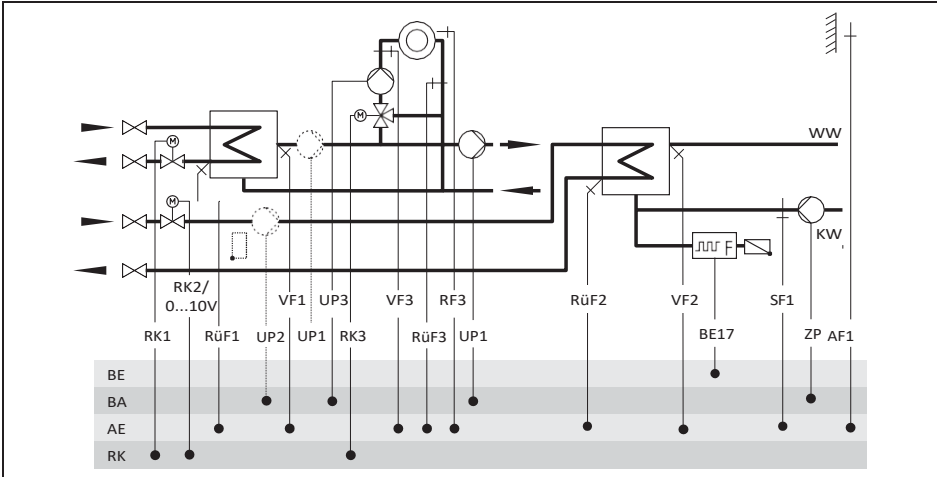 M
WW
M
M
KW
F
RK2/
0...10V
VF1
UP3
VF3
RF3
RüF2
VF2
SF1
RK1
RüF1
UP2
UP1
RK3
RüF3
UP1
BE17
ZP
AF1
BE
BA
AE
RK